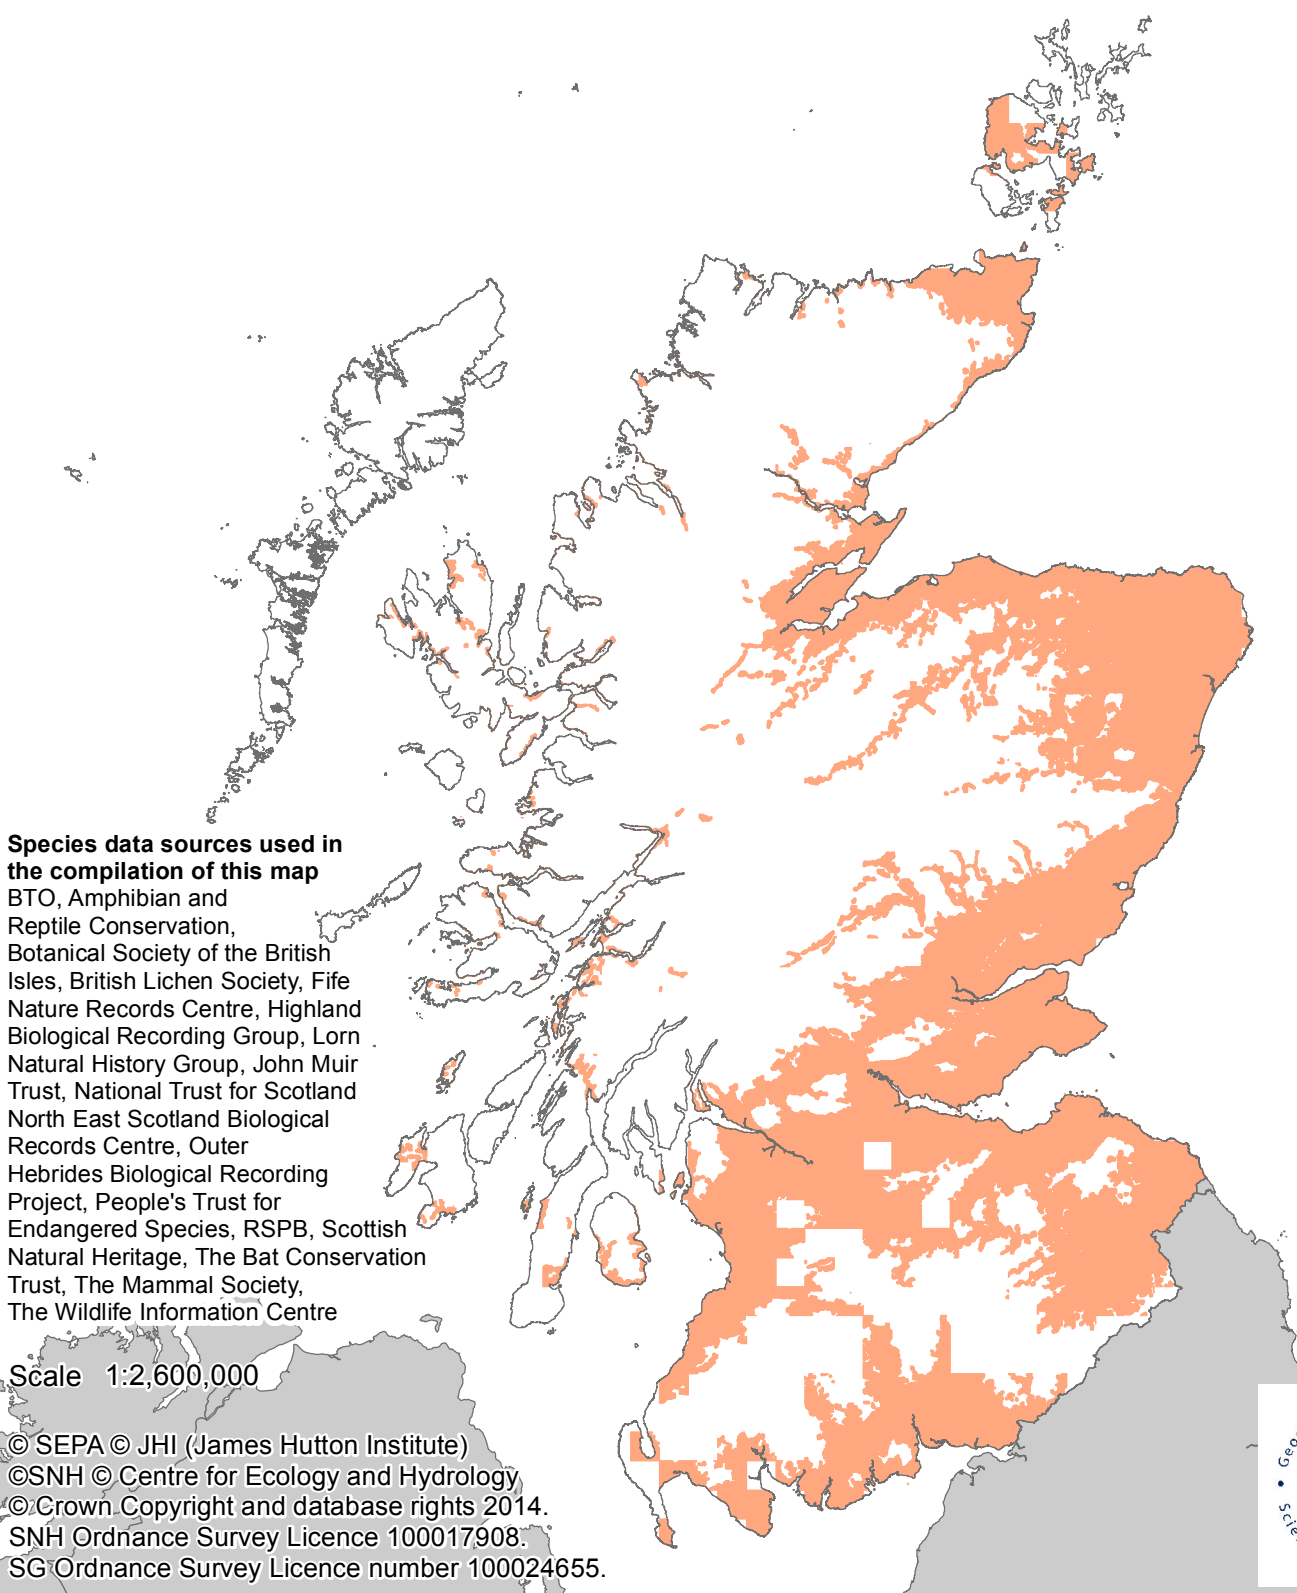 Species data sources used in
the compilation of this map
BTO, Amphibian and
Reptile Conservation,
Botanical Society of the British
Isles, British Lichen Society, Fife
Nature Records Centre, Highland
Biological Recording Group, Lorn
Natural History Group, John Muir
Trust, National Trust for Scotland
North East Scotland Biological
Records Centre, Outer
Hebrides Biological Recording
Project, People's Trust for
Endangered Species, RSPB, Scottish
Natural Heritage, The Bat Conservation
Trust, The Mammal Society,
The Wildlife Information Centre
Scale 1:2,600,000
© SEPA © JHI (James Hutton Institute)
©SNH © Centre for Ecology and Hydrology
© Crown Copyright and database rights 2014.
SNH Ordnance Survey Licence 100017908.
SG Ordnance Survey Licence number 100024655.